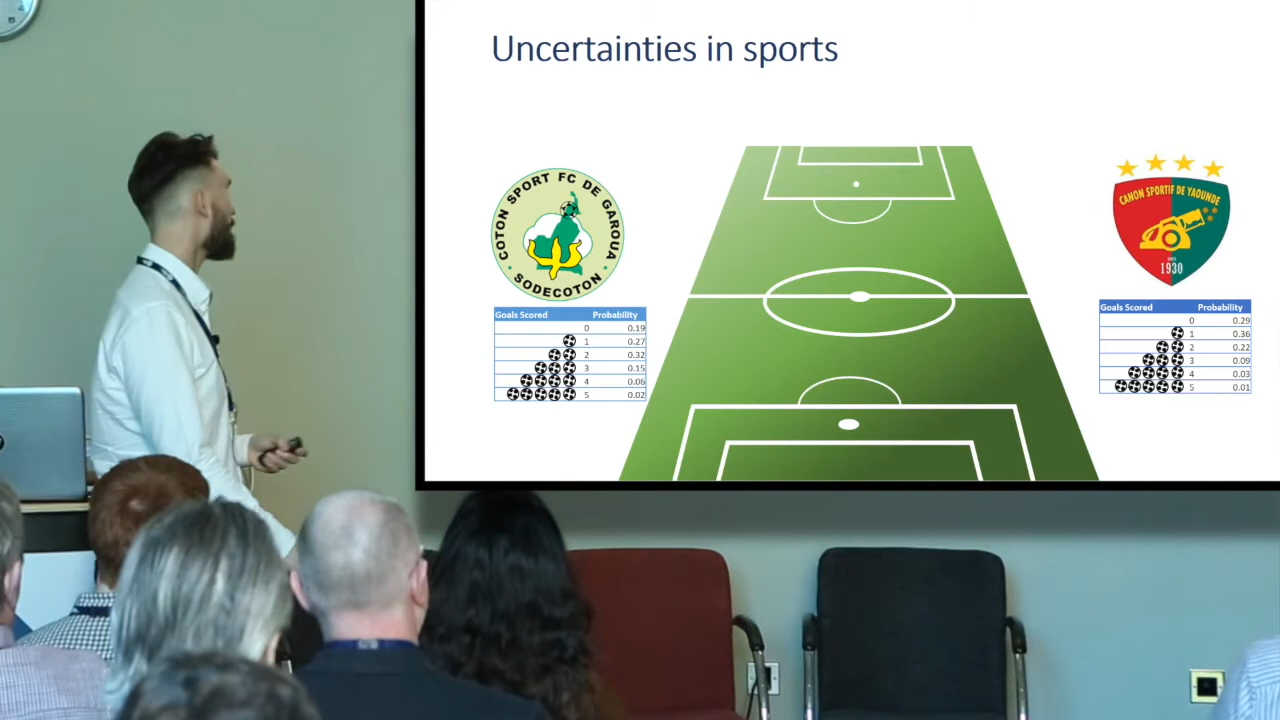 Uncertainties in sports
COTON SPORT FC DE GAROUA
SODECOTON
CANON SPORTIF DE YAOUNDE
1930
Goals Scored Probability
0 0.19
1 0.27
2 0.32
3 0.15
4 0.06
5 0.02
Goals Scored Probability
0 0.29
1 0.36
2 0.22
3 0.09
4 0.03
5 0.01